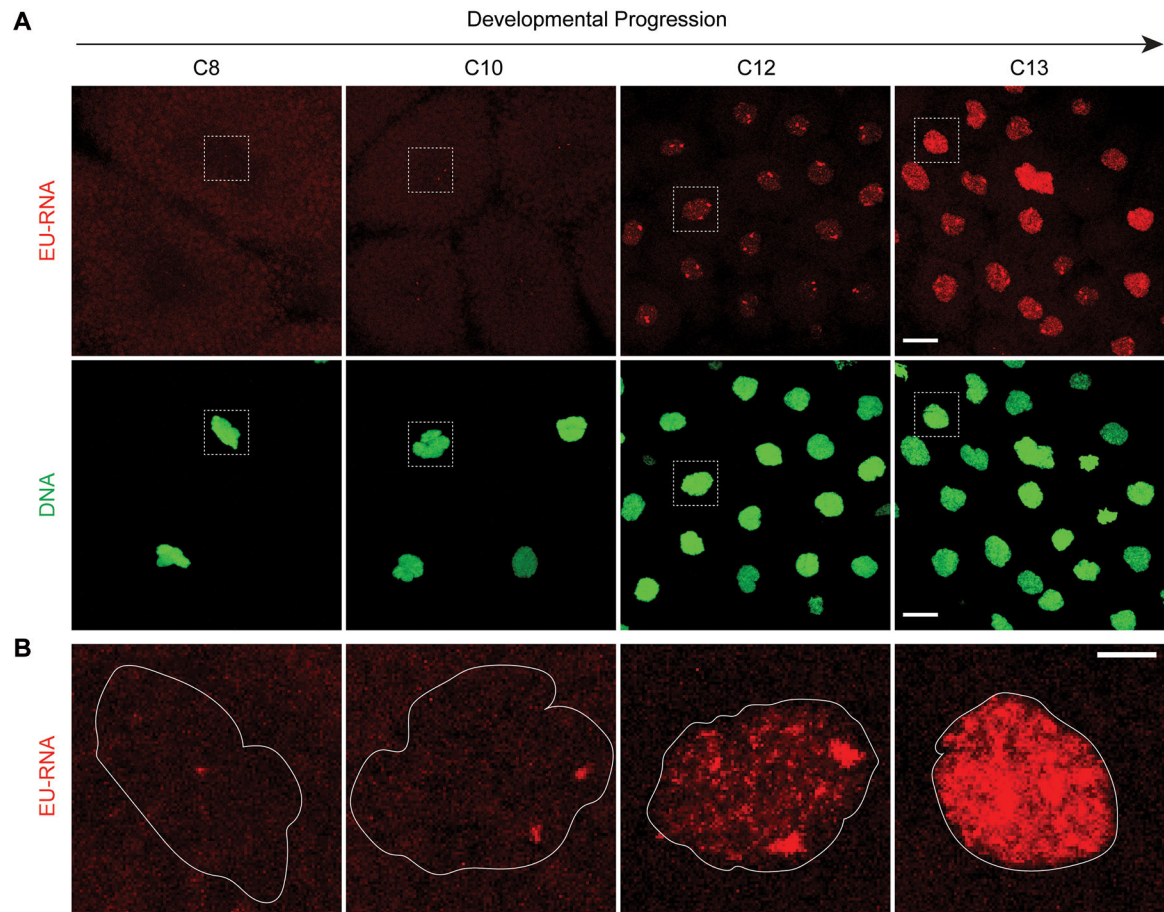 A
Developmental Progression
C8
C10
C12
C13
EU-RNA
DNA
B
EU-RNA